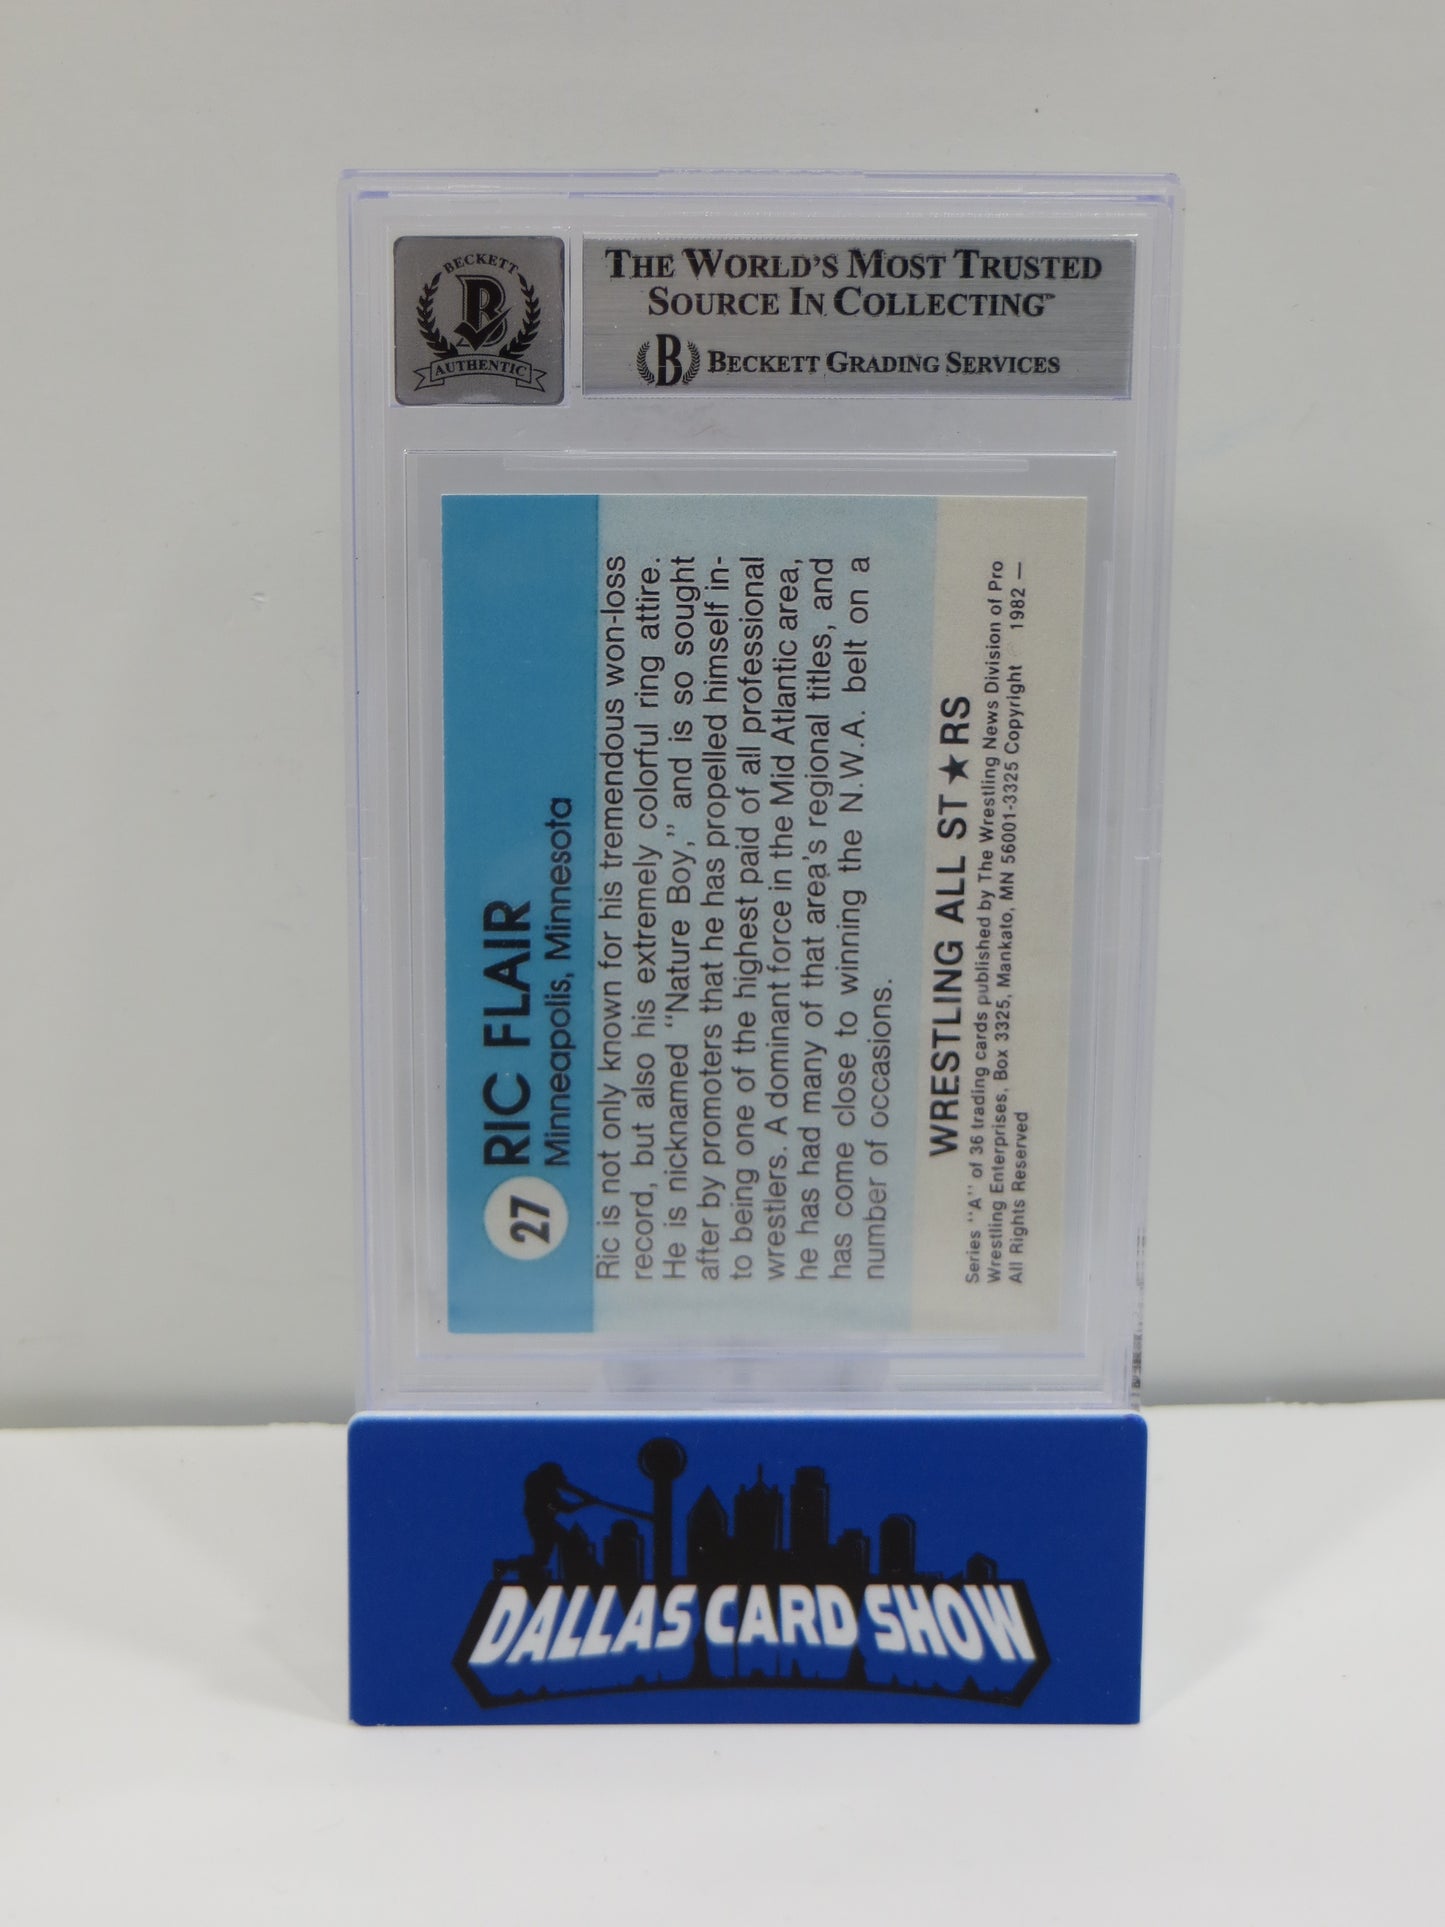 BECKETT
B
AUTHENTIC
THE WORLD'S MOST TRUSTED
SOURCE IN COLLECTING™
B BECKETT GRADING SERVICES
27 RIC FLAIR
Minneapolis, Minnesota
Ric is not only known for his tremendous won-loss
record, but also his extremely colorful ring attire.
He is nicknamed "Nature Boy," and is so sought
after by promoters that he has propelled himself in-
to being one of the highest paid of all professional
wrestlers. A dominant force in the Mid Atlantic area,
he has had many of that area's regional titles, and
has come close to winning the N.W.A. belt on a
number of occasions.
WRESTLING ALL ST★RS
Series "A" of 36 trading cards published by The Wrestling News Division of Pro
Wrestling Enterprises, Box 3325, Mankato, MN 56001-3325 Copyright 1982 —
All Rights Reserved
DALLAS CARD SHOW